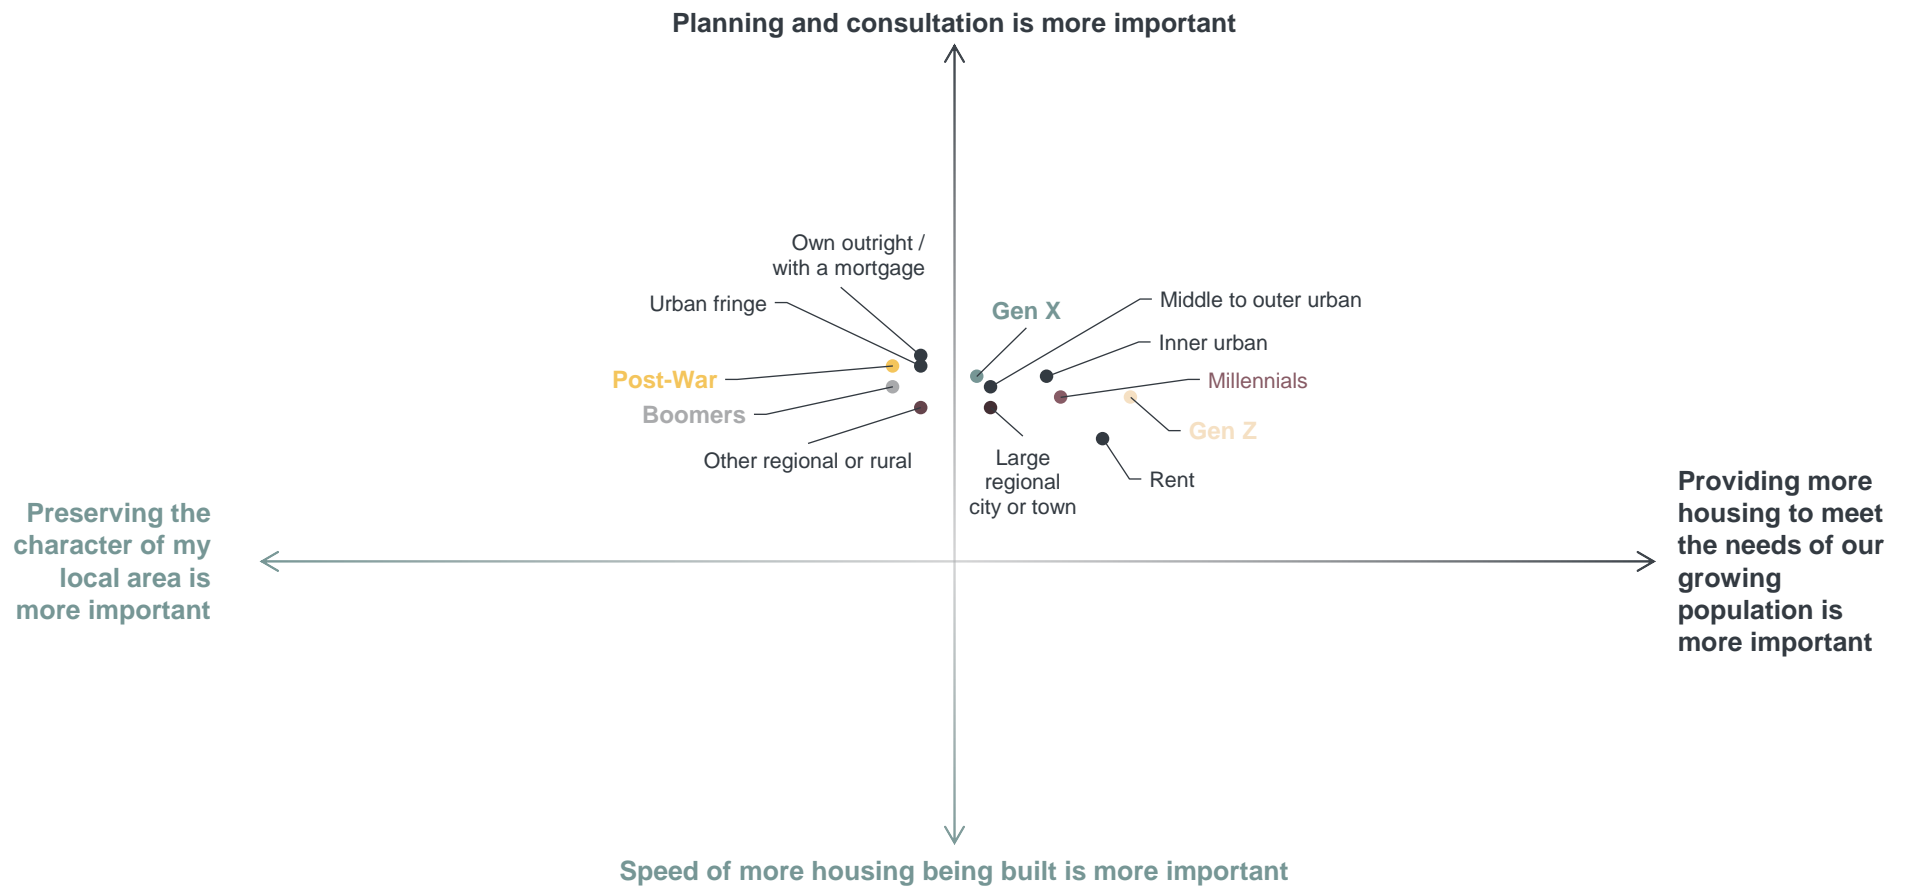 Planning and consultation is more important
Own outright /
with a mortgage
Urban fringe
Post-War
Boomers
Other regional or rural
Gen X
Middle to outer urban
Inner urban
Millennials
Gen Z
Large
regional
city or town
Rent
Preserving the
character of my
local area is
more important
Providing more
housing to meet
the needs of our
growing
population is
more important
Speed of more housing being built is more important